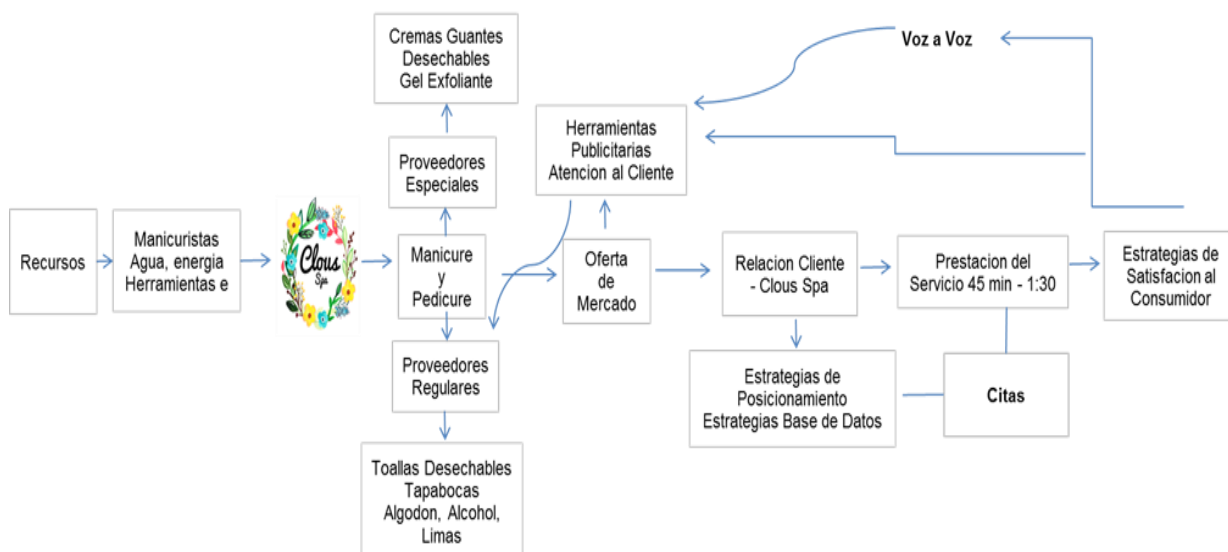 Recursos
Manicuristas
Agua, energia
Herramientas e
Clous
Spa
Cremas Guantes
Desechables
Gel Exfoliante
Proveedores
Especiales
Manicure
y
Pedicure
Proveedores
Regulares
Toallas Desechables
Tapabocas
Algodon, Alcohol,
Limas
Herramientas
Publicitarias
Atencion al Cliente
Oferta
de
Mercado
Voz a Voz
Relacion Cliente
- Clous Spa
Estrategias de
Posicionamiento
Estrategias Base de Datos
Prestacion del
Servicio 45 min - 1:30
Citas
Estrategias de
Satisfacion al
Consumidor